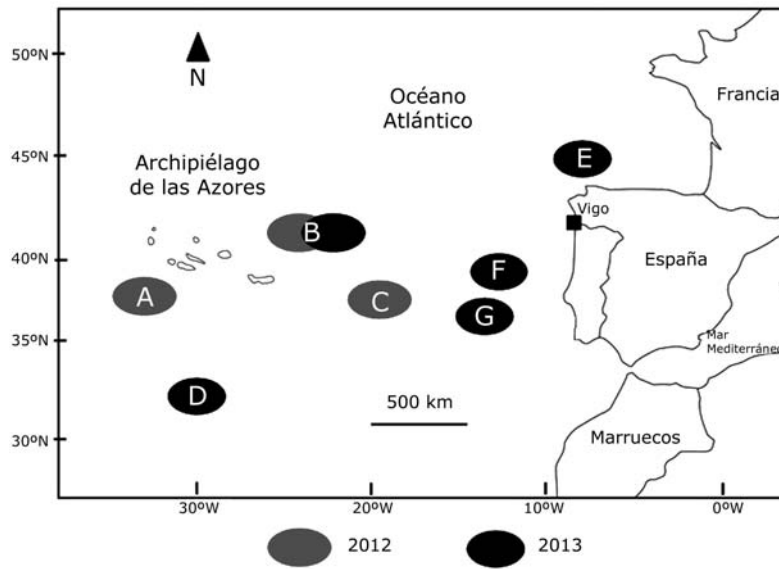 50ºN
45ºN
40ºN
35ºN
30ºN
N
Océano
Atlántico
Francia
Archipiélago
de las Azores
E
Vigo
B
España
F
A
C
G
Mar
Mediterráneo
D
500 km
Marruecos
30ºW
20ºW
10ºW
0ºW
2012
2013